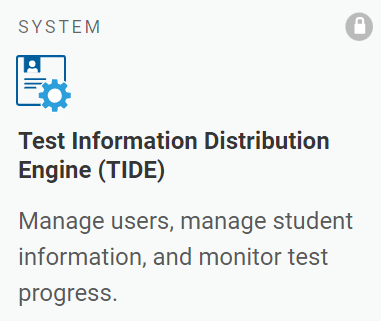 SYSTEM
Test Information Distribution
Engine (TIDE)
Manage users, manage student
information, and monitor test
progress.